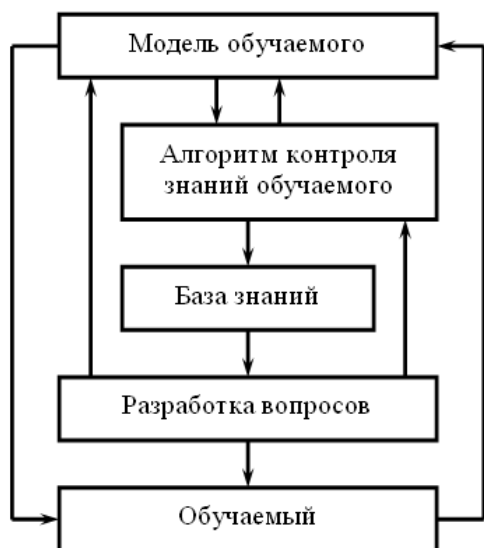 Модель обучаемого
Алгоритм контроля
знаний обучаемого
База знаний
Разработка вопросов
Обучаемый